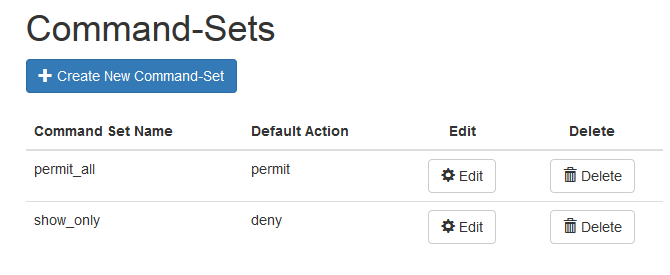 Command-Sets
Create New Command-Set
Command Set Name Default Action Edit Delete
permit_all permit Edit Delete
show_only deny Edit Delete